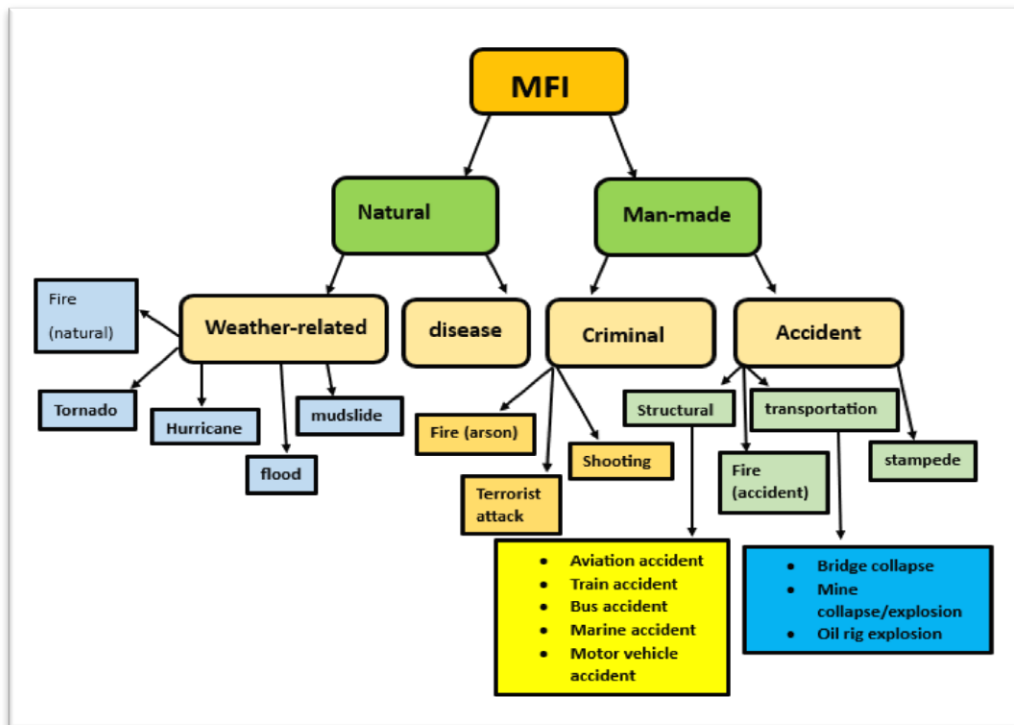 MFI
Natural
Man-made
Fire
(natural)
Weather-related
disease
Criminal
Accident
Tornado
Hurricane
flood
mudslide
Fire (arson)
Terrorist
attack
Shooting
Structural
Fire
(accident)
transportation
stampede
• Aviation accident
• Train accident
• Bus accident
• Marine accident
• Motor vehicle
accident
• Bridge collapse
• Mine
collapse/explosion
• Oil rig explosion